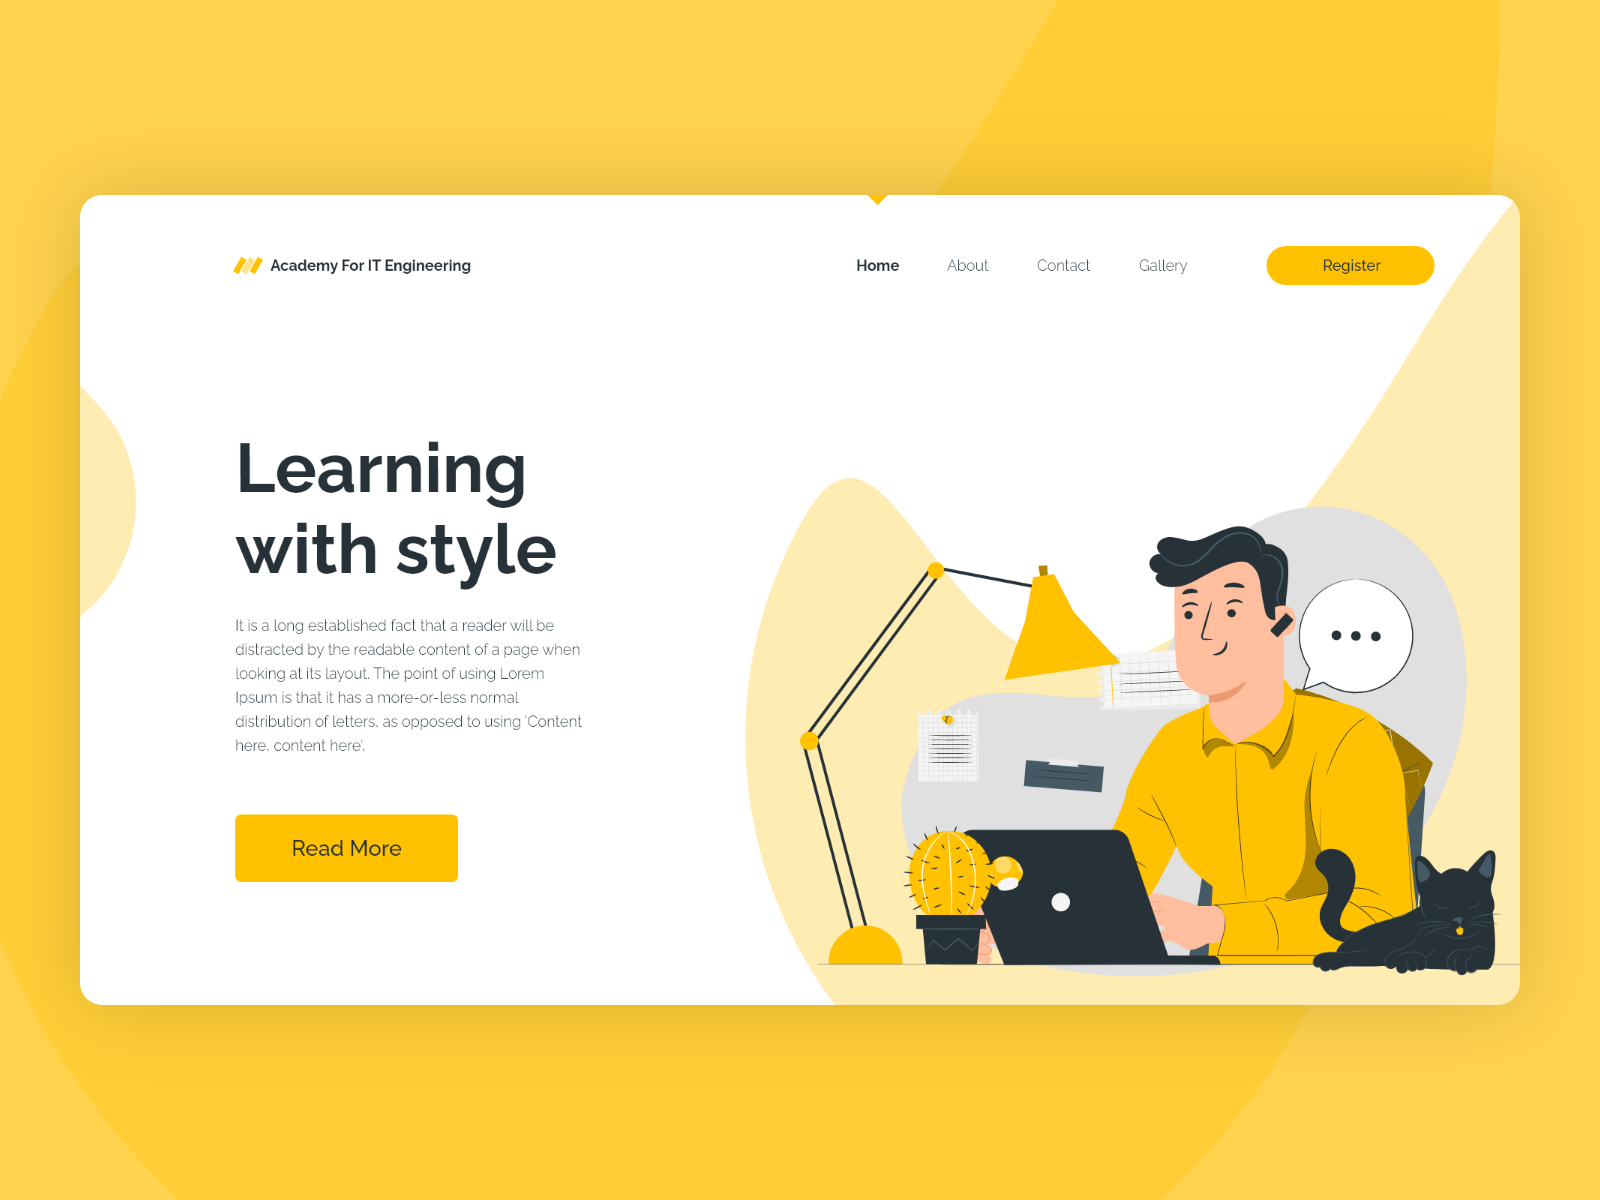 Academy For IT Engineering
Home
About
Contact
Gallery
Register
Learning
with style
It is a long established fact that a reader will be
distracted by the readable content of a page when
looking at its layout. The point of using Lorem
Ipsum is that it has a more-or-less normal
distribution of letters, as opposed to using 'Content
here, content here'.
Read More